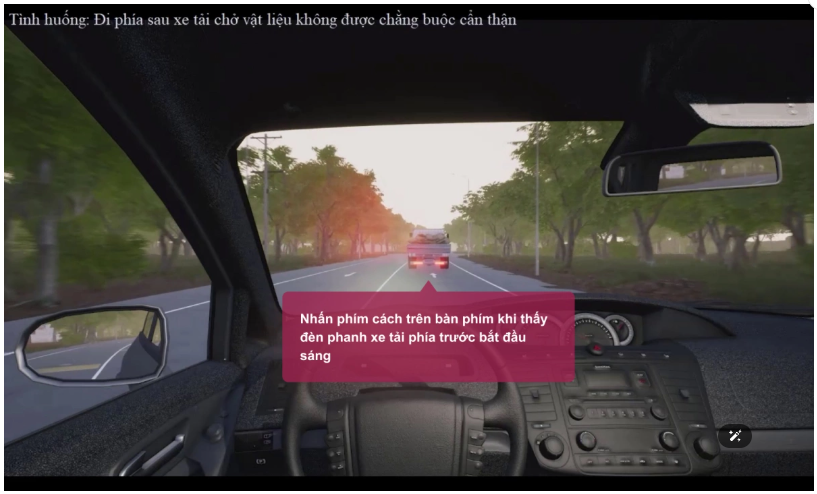 Tình huống: Đi phía sau xe tải chở vật liệu không được chằng buộc cẩn thận
Nhấn phím cách trên bàn phím khi thấy
đèn phanh xe tải phía trước bắt đầu
sáng